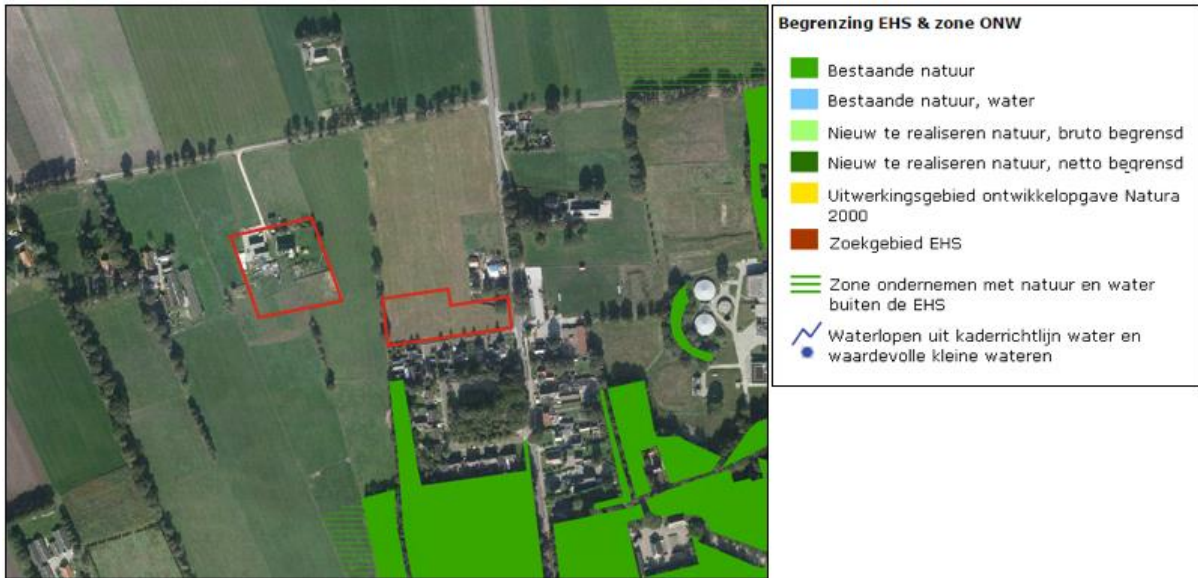 Begrenzing EHS & zone ONW
Bestaande natuur
Bestaande natuur, water
Nieuw te realiseren natuur, bruto begrensd
Nieuw te realiseren natuur, netto begrensd
Uitwerkingsgebied ontwikkelopgave Natura
2000
Zoekgebied EHS
Zone ondernemen met natuur en water
buiten de EHS
Waterlopen uit kaderrichtlijn water en
waardevolle kleine wateren